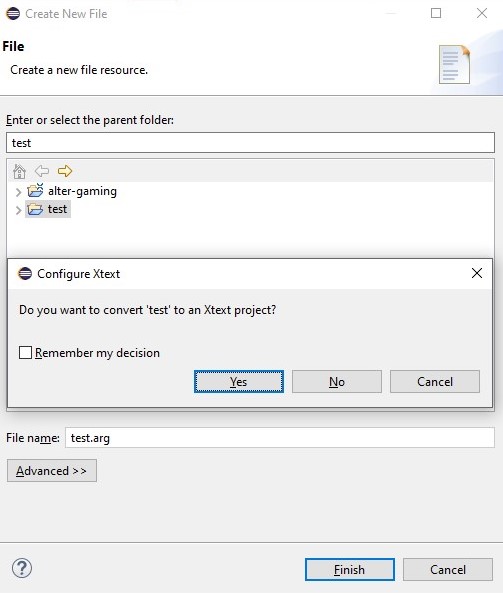 Create New File
File
Create a new file resource.
Enter or select the parent folder:
test
alter-gaming
test
Configure Xtext
Do you want to convert 'test' to an Xtext project?
Remember my decision
Yes No Cancel
File name: test.arg
Advanced >>
? Finish Cancel